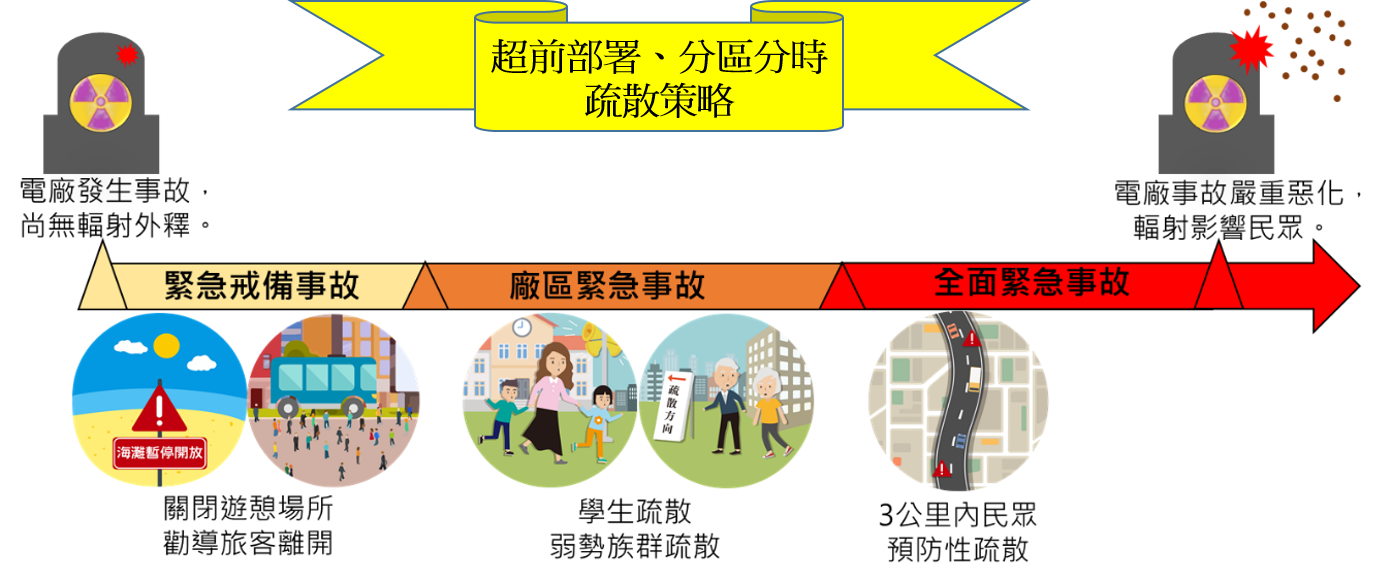 超前部署、分區分時
疏散策略
電廠發生事故，
尚無輻射外釋。
電廠事故嚴重惡化，
輻射影響民眾。
緊急戒備事故
廠區緊急事故
全面緊急事故
海灘暫停開放
疏散方向
關閉遊憩場所
勸導旅客離開
學生疏散
弱勢族群疏散
3公里內民眾
預防性疏散